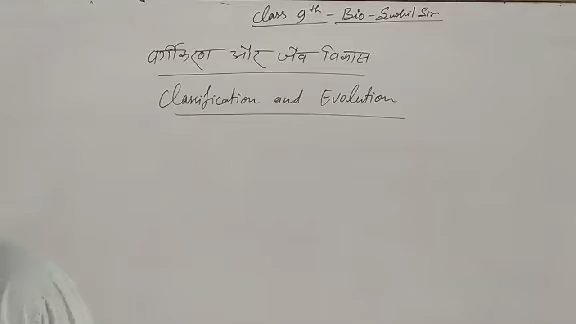 Class 9th - Bio - Sushil Sir
वर्गीकरण और जैव विकास
Classification and Evolution